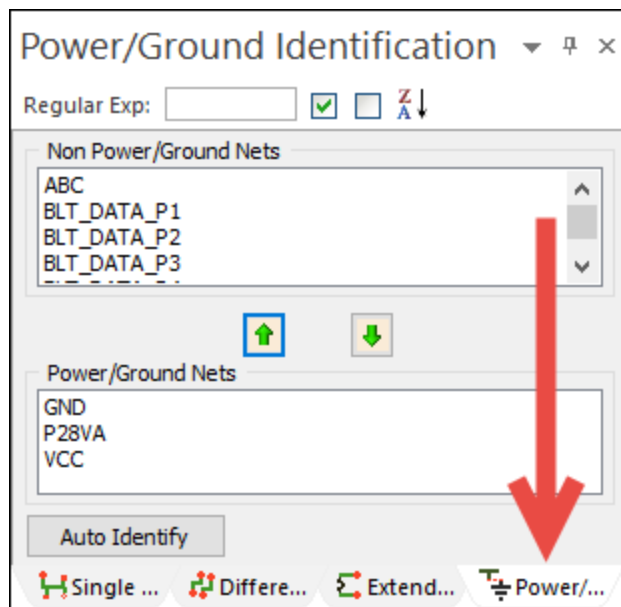 Power/Ground Identification
Regular Exp:
Z
A
Non Power/Ground Nets
ABC
BLT_DATA_P1
BLT_DATA_P2
BLT_DATA_P3
Power/Ground Nets
GND
P28VA
VCC
Auto Identify
Single ... Differe... Extend... Power/...